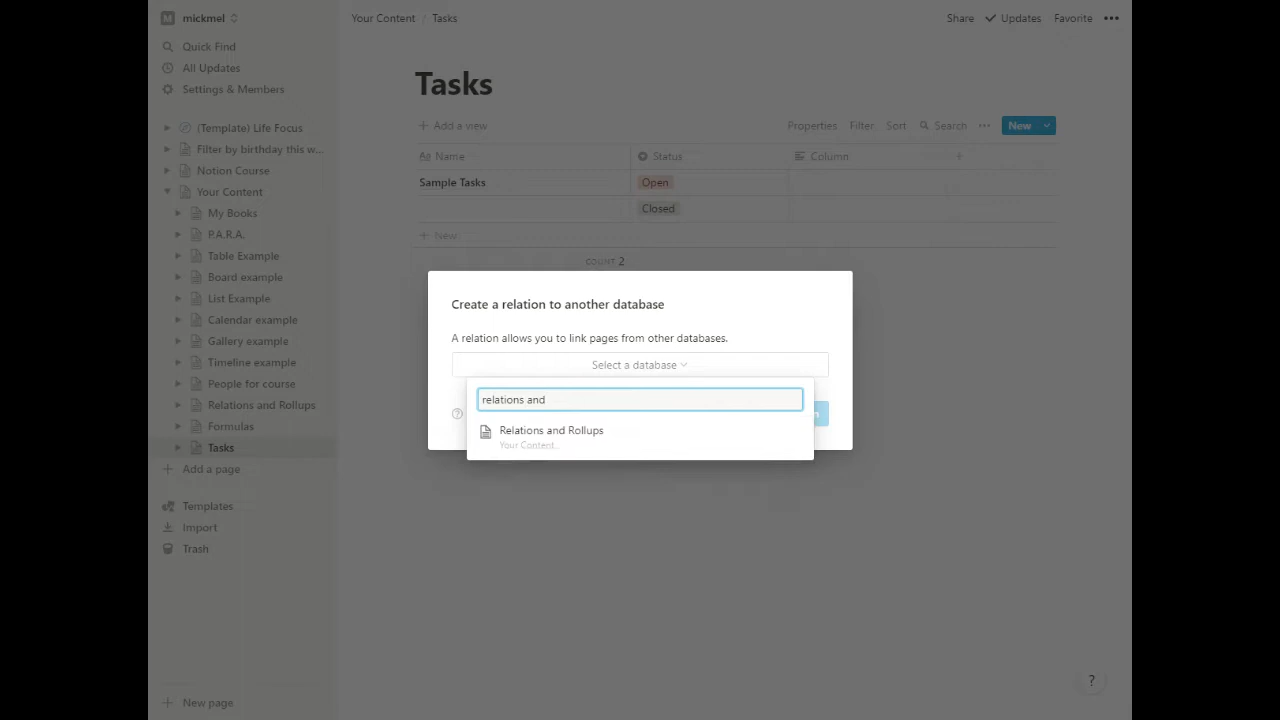 M mickmel
Quick Find
All Updates
Settings & Members
(Template) Life Focus
Filter by birthday this w...
Notion Course
Your Content
My Books
P.A.R.A.
Table Example
Board example
List Example
Calendar example
Gallery example
Timeline example
People for course
Relations and Rollups
Formulas
Tasks
Add a page
Templates
Import
Trash
New page
Your Content / Tasks
Share Updates Favorite
Tasks
Add a view
Properties Filter Sort Search New
Aa Name Status Column
Sample Tasks Open
Closed
New
COUNT 2
Create a relation to another database
A relation allows you to link pages from other databases.
Select a database
relations and
Relations and Rollups
Your Content...
?